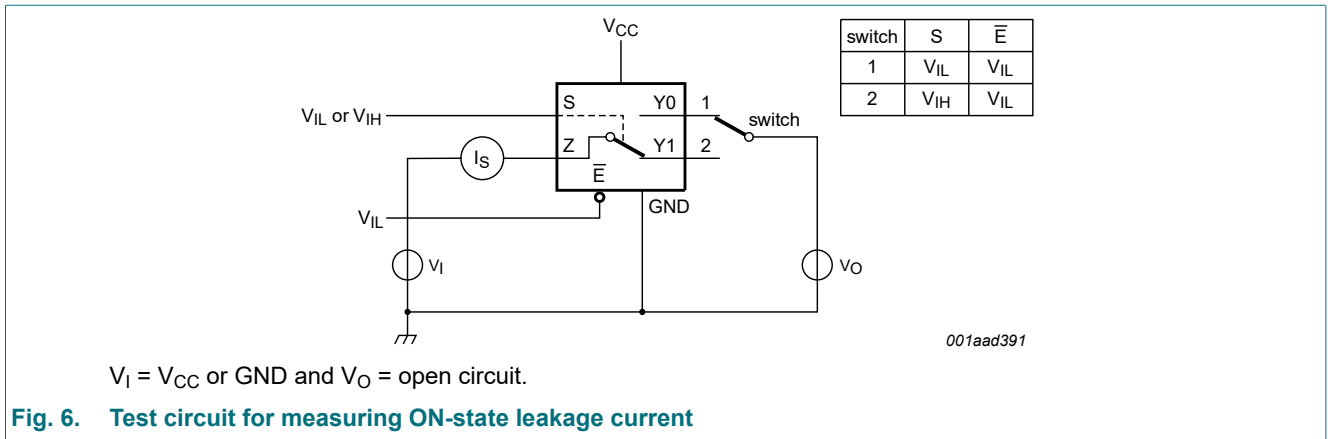 VCC
switch S E̅
1 VIL VIL
2 VIH VIL
S Y0 1
switch
VIL or VIH
Z Y1 2
IS
E̅
GND
VIL
VI
VO
001aad391
VI = VCC or GND and VO = open circuit.
Fig. 6. Test circuit for measuring ON-state leakage current